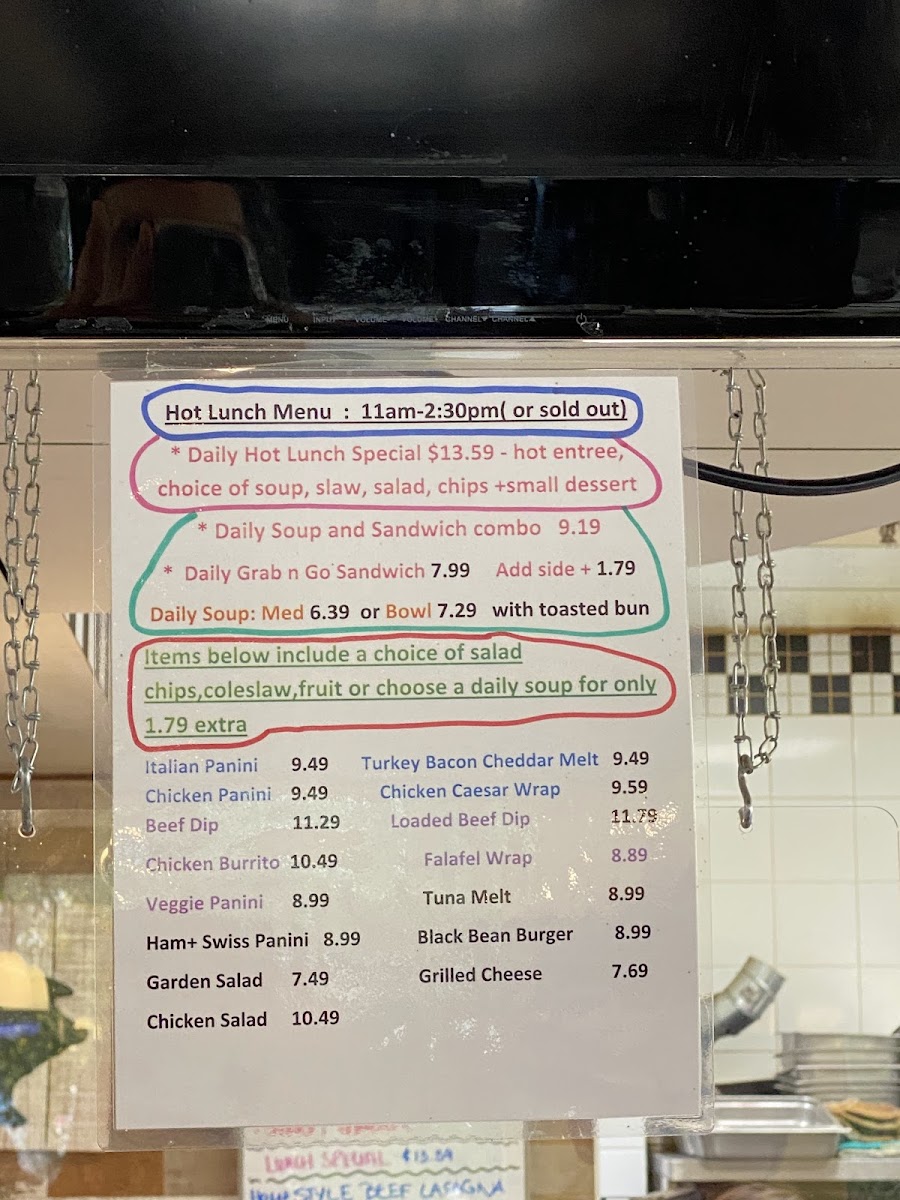 MENU INPUT VOLUME- VOLUME+ CHANNEL▼ CHANNEL▲
Hot Lunch Menu : 11am-2:30pm( or sold out)
* Daily Hot Lunch Special $13.59 - hot entree,
choice of soup, slaw, salad, chips +small dessert
* Daily Soup and Sandwich combo 9.19
* Daily Grab n Go Sandwich 7.99 Add side + 1.79
Daily Soup: Med 6.39 or Bowl 7.29 with toasted bun
Items below include a choice of salad
chips,coleslaw,fruit or choose a daily soup for only
1.79 extra
Italian Panini 9.49 Turkey Bacon Cheddar Melt 9.49
Chicken Panini 9.49 Chicken Caesar Wrap 9.59
Beef Dip 11.29 Loaded Beef Dip 11.79
Chicken Burrito 10.49 Falafel Wrap 8.89
Veggie Panini 8.99 Tuna Melt 8.99
Ham+ Swiss Panini 8.99 Black Bean Burger 8.99
Garden Salad 7.49 Grilled Cheese 7.69
Chicken Salad 10.49
LUNCH SPECIAL $13.59
STYLE BEEF LASAGNA